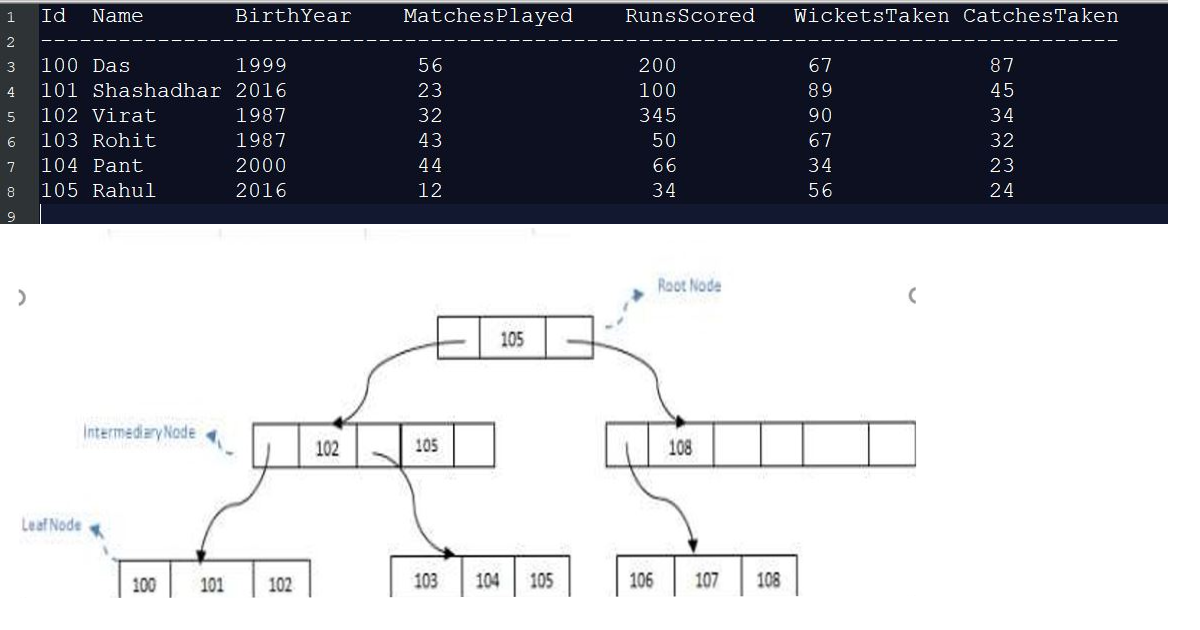 1 Id Name BirthYear MatchesPlayed RunsScored WicketsTaken CatchesTaken
2 -----------------------------------------------------------------------------------
3 100 Das 1999 56 200 67 87
4 101 Shashadhar 2016 23 100 89 45
5 102 Virat 1987 32 345 90 34
6 103 Rohit 1987 43 50 67 32
7 104 Pant 2000 44 66 34 23
8 105 Rahul 2016 12 34 56 24
9
Root Node
105
Intermediary Node
102 105
108
Leaf Node
100 101 102
103 104 105
106 107 108